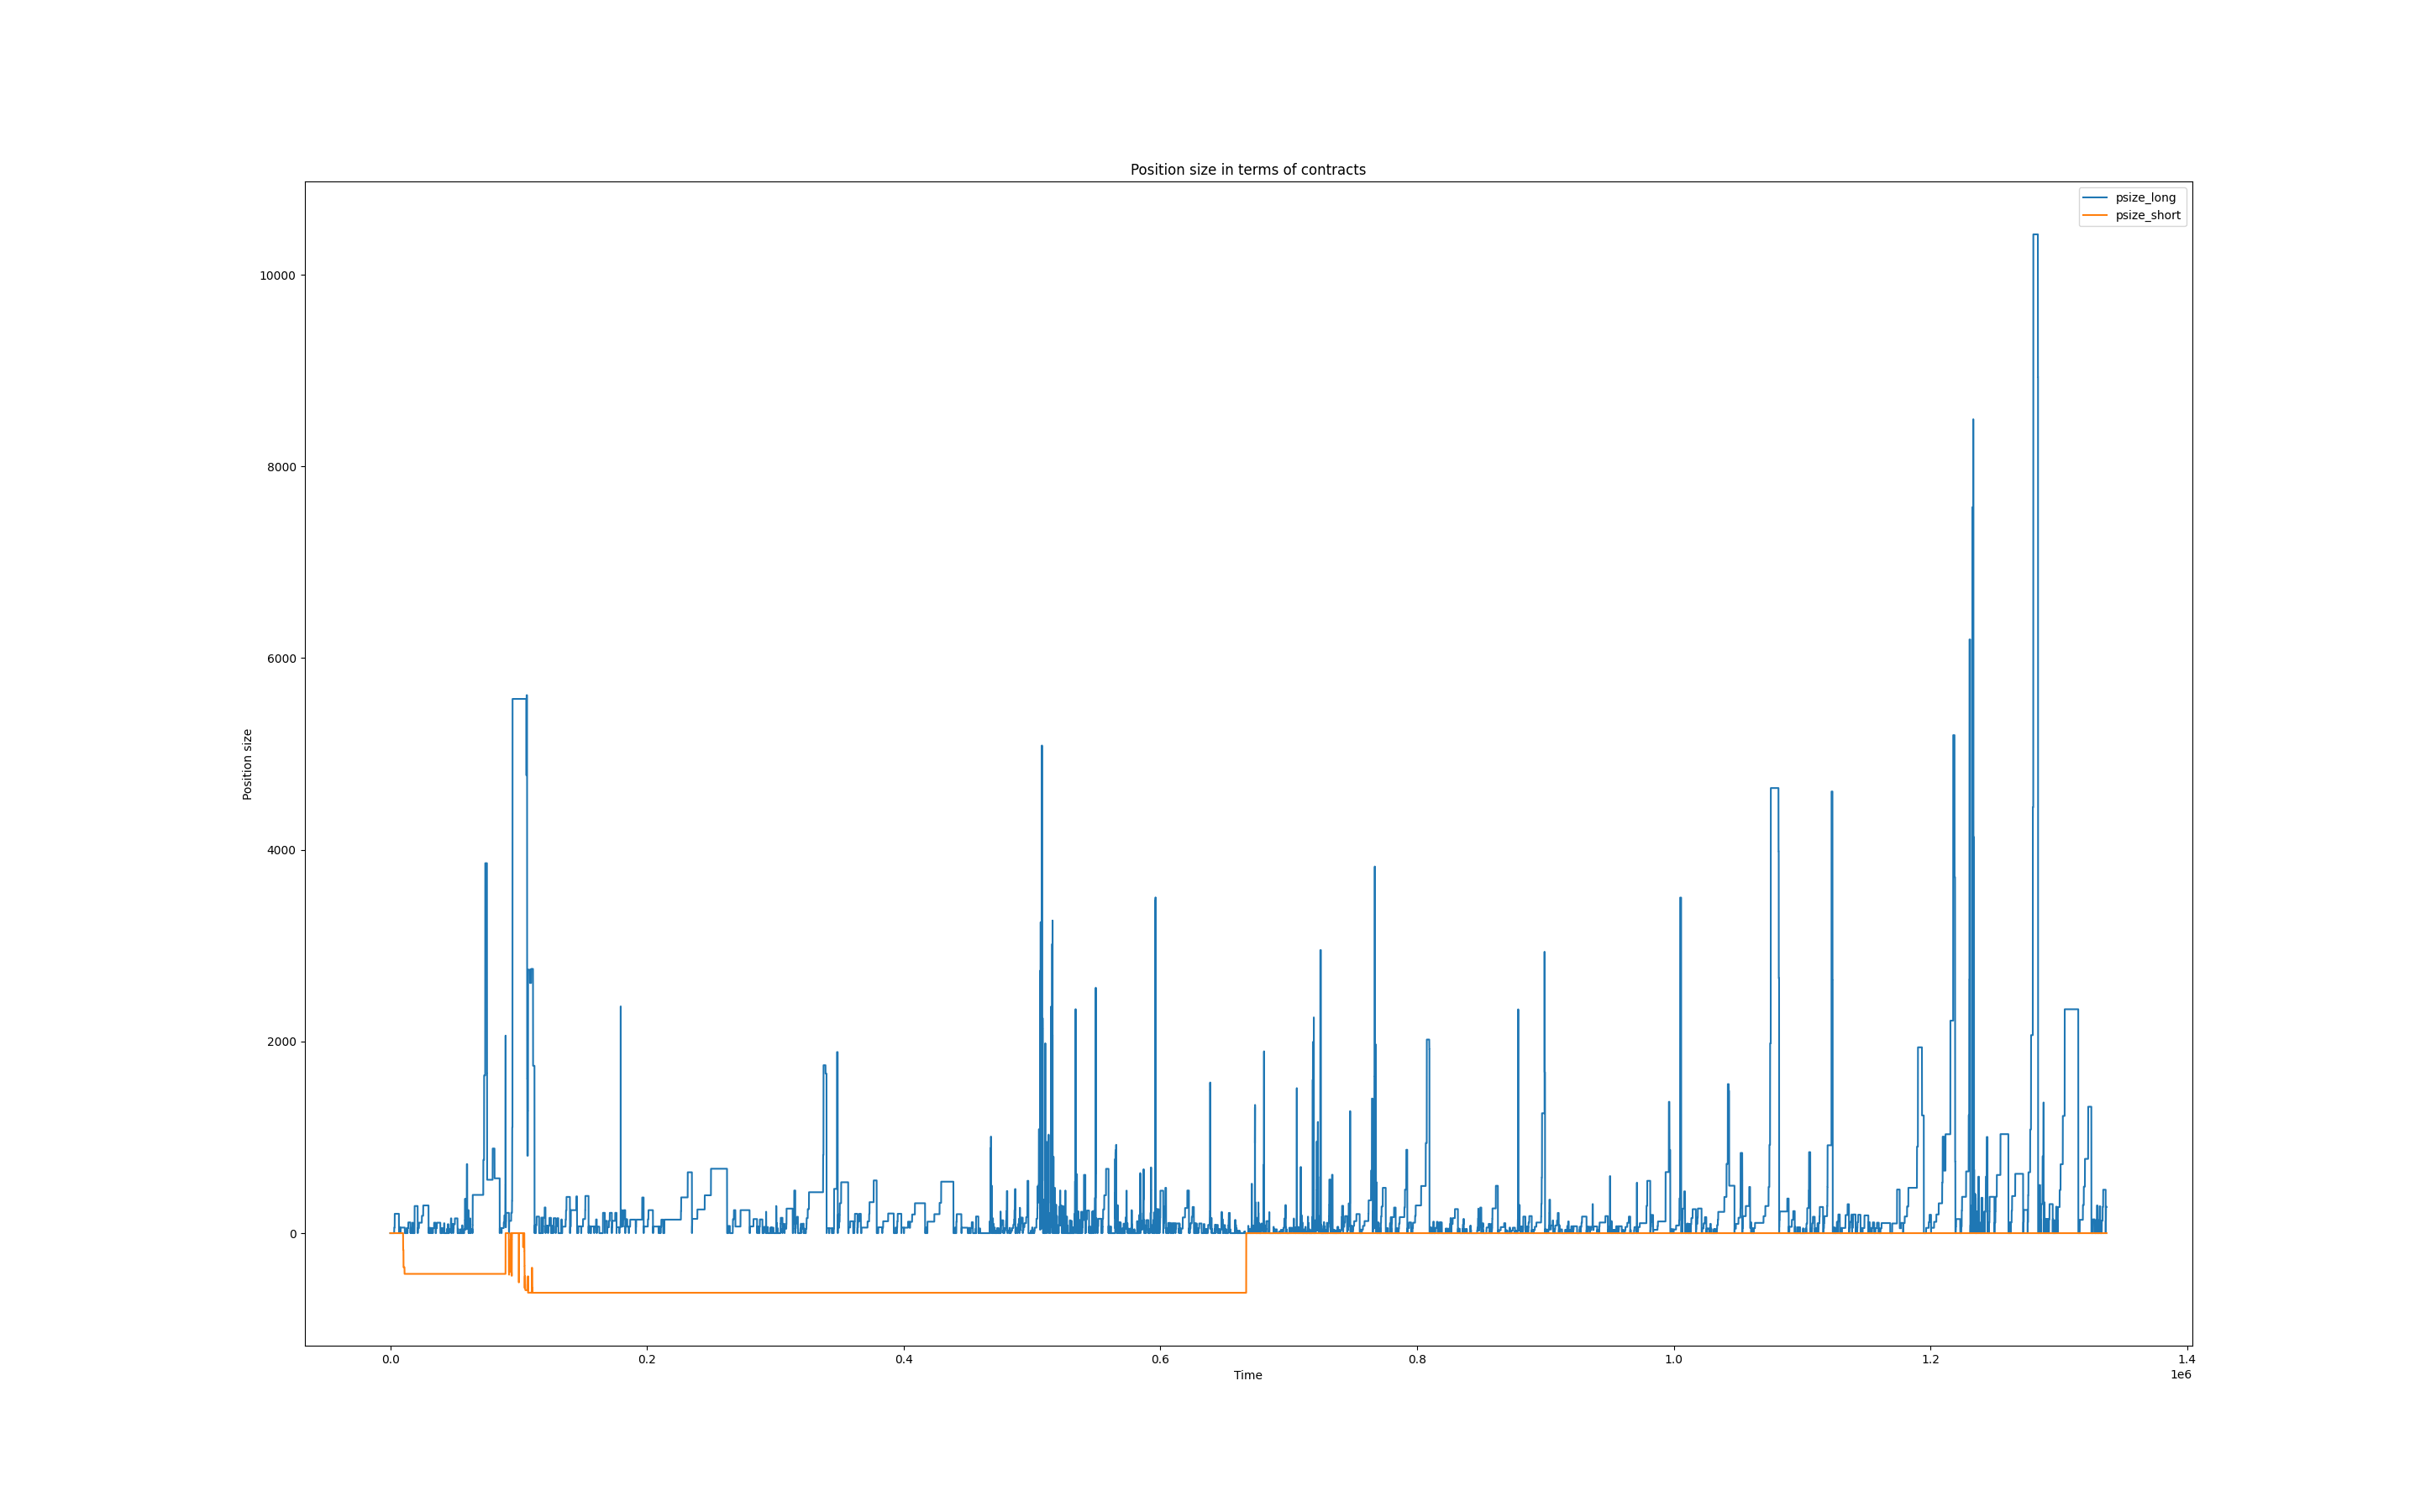 Position size in terms of contracts
psize_long
psize_short
10000
8000
6000
4000
2000
0
Position size
0.0 0.2 0.4 0.6 0.8 1.0 1.2 1.4
Time
1e6